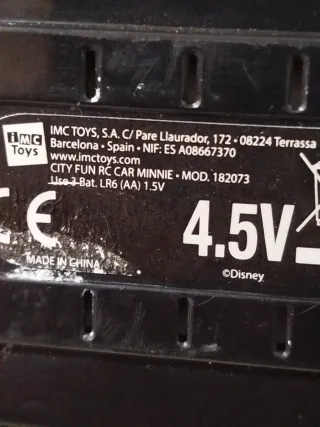 IMC Toys
IMC TOYS, S.A. C/ Pare Llaurador, 172 • 08224 Terrassa
Barcelona • Spain • NIF: ES A08667370
www.imctoys.com
CITY FUN RC CAR MINNIE • MOD. 182073
Use 3 Bat. LR6 (AA) 1.5V
CE
4.5V
MADE IN CHINA
©Disney